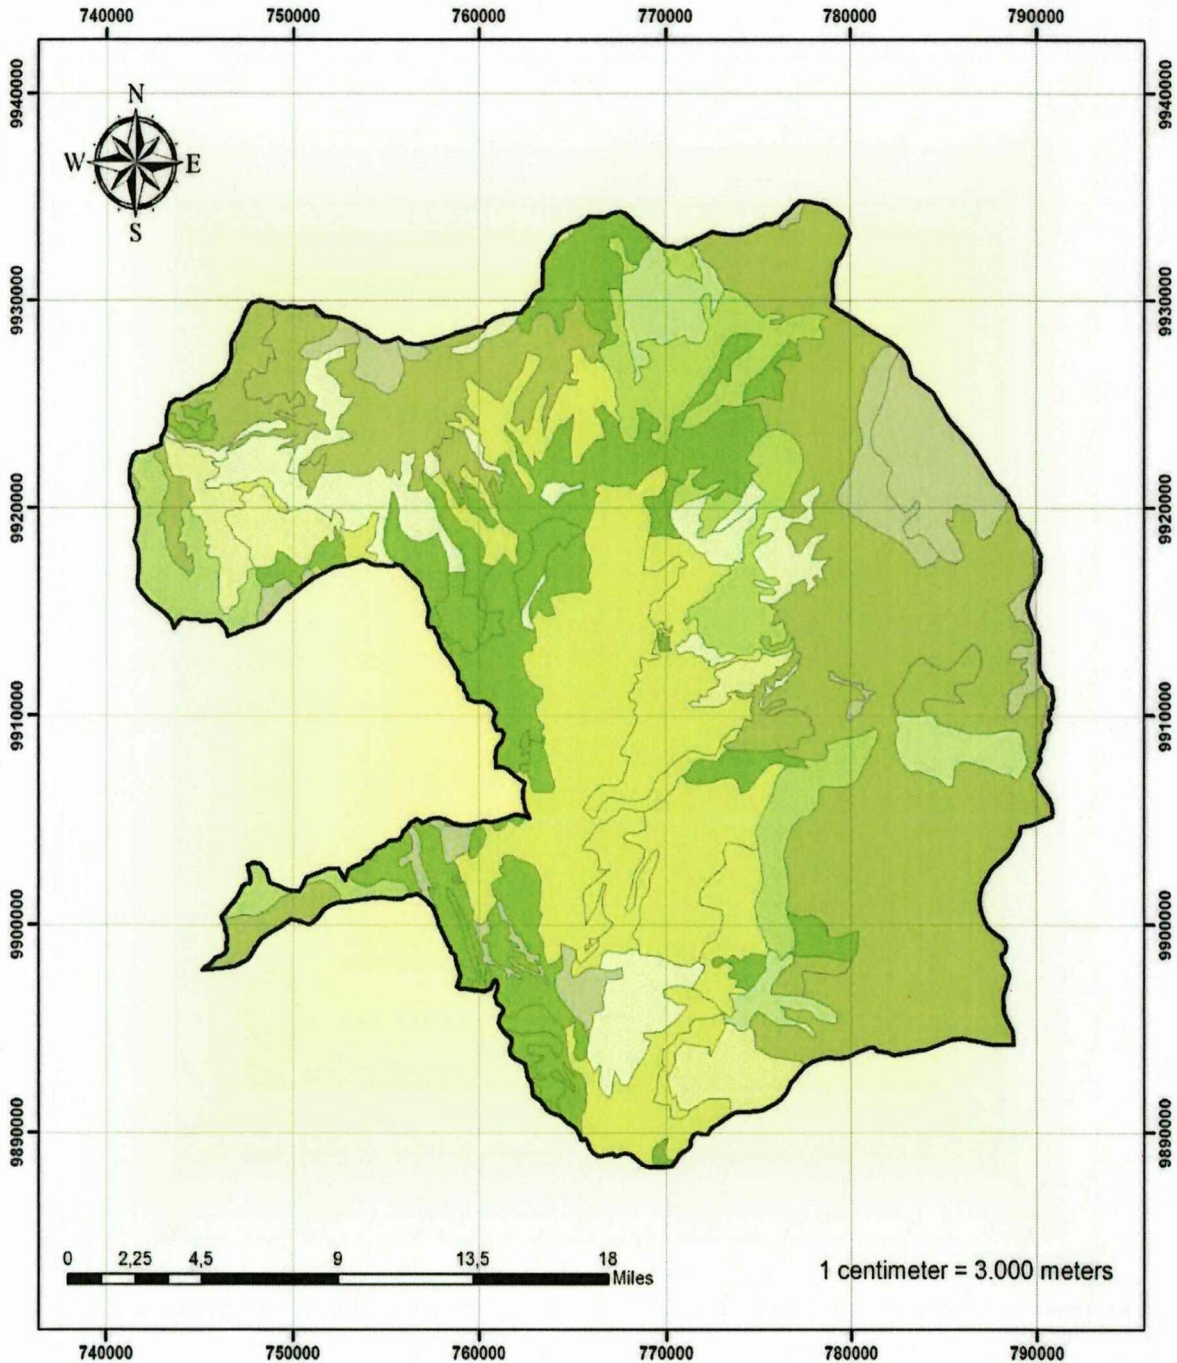 740000 750000 760000 770000 780000 790000
9940000 9940000
N
W E
S
9930000 9930000
9920000 9920000
9910000 9910000
9900000 9900000
9890000 9890000
0 2,25 4,5 9 13,5 18
Miles
1 centimeter = 3.000 meters
740000 750000 760000 770000 780000 790000